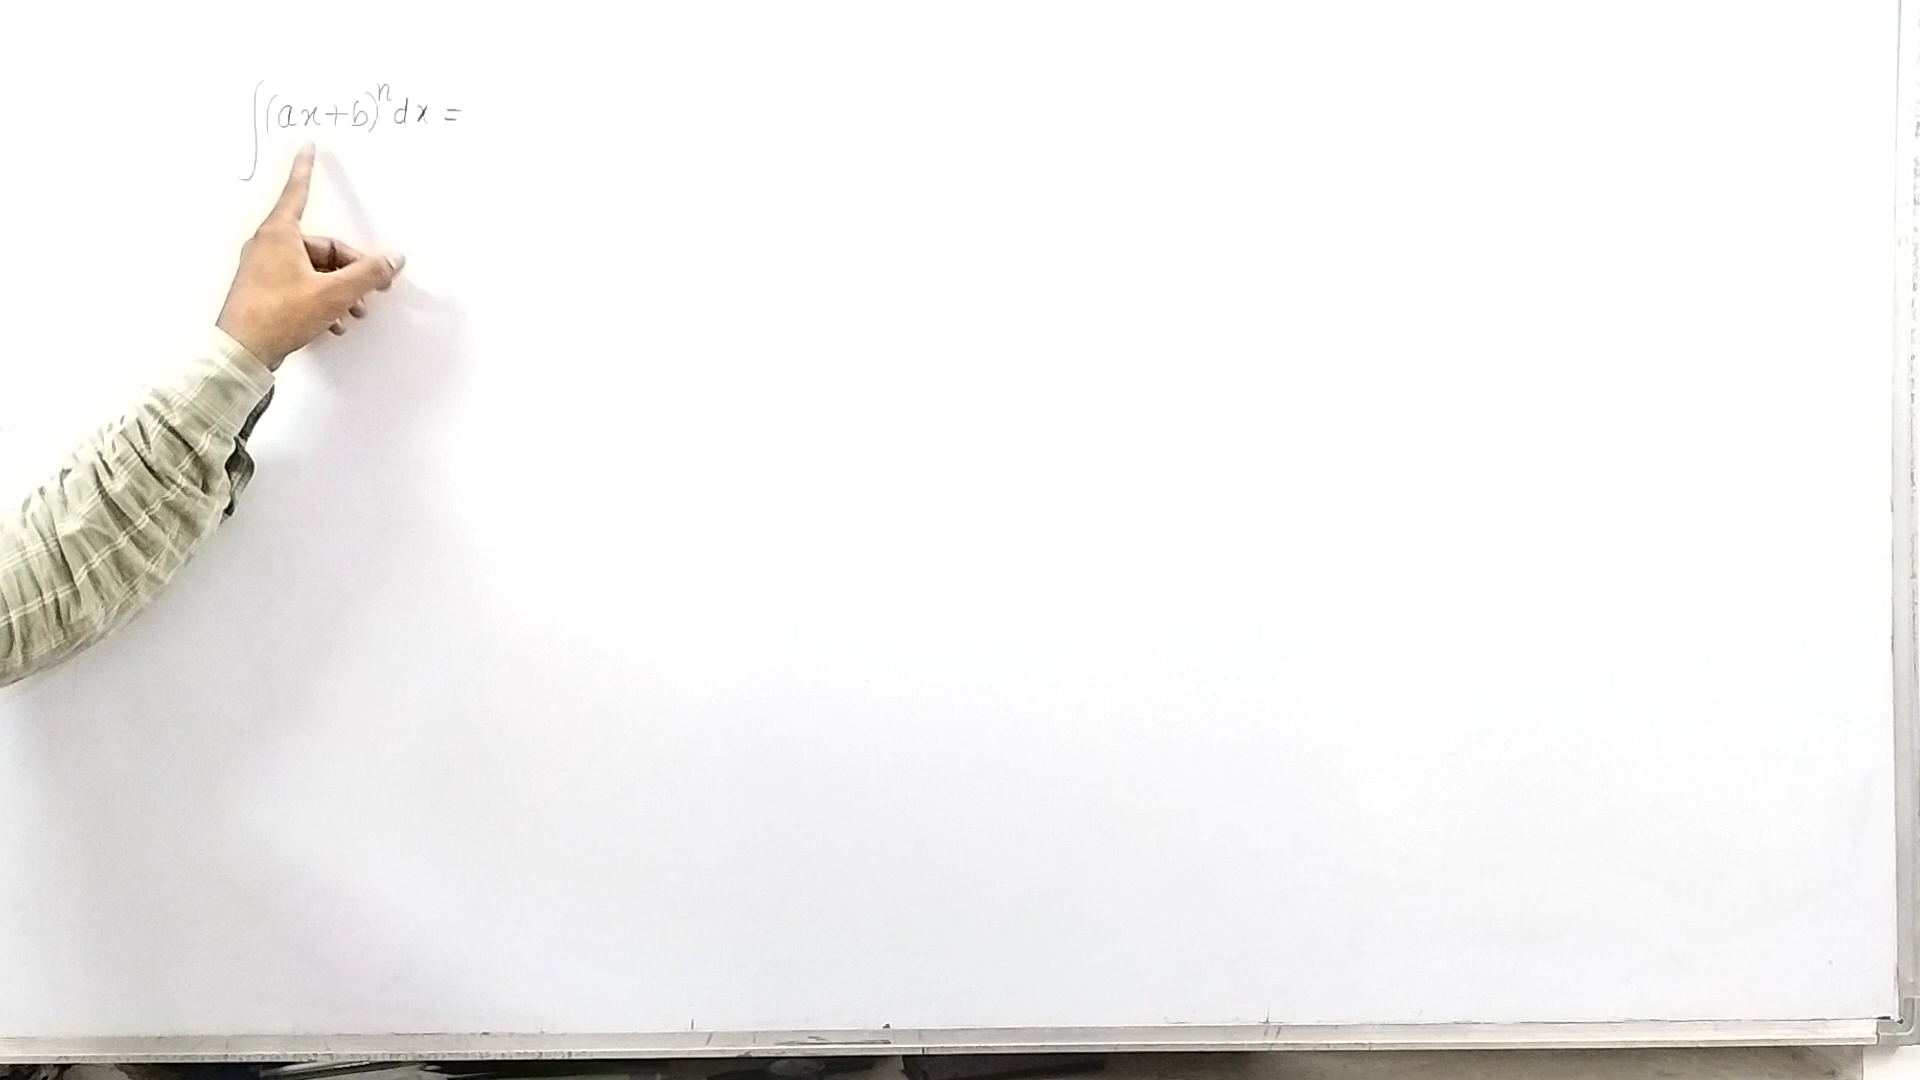 ∫(ax+b)ⁿdx =